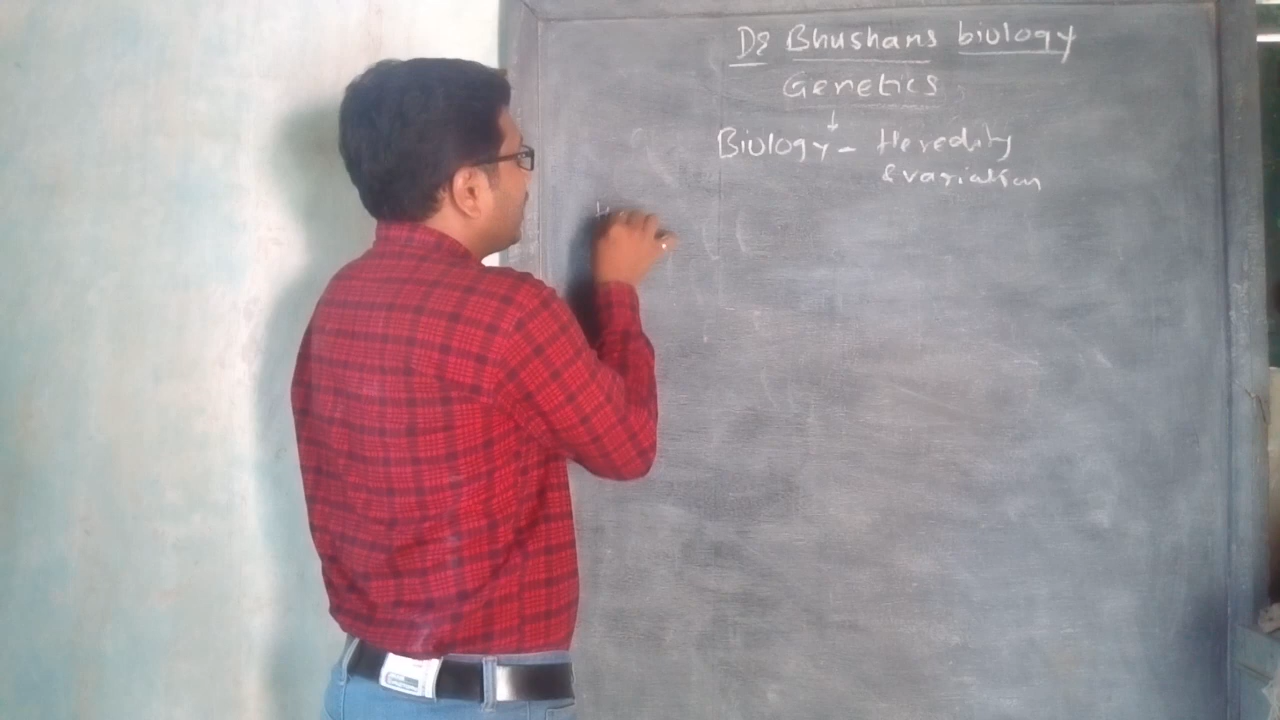 Dr Bhushans biology
Genetics
Biology - Heredity
& variation
H